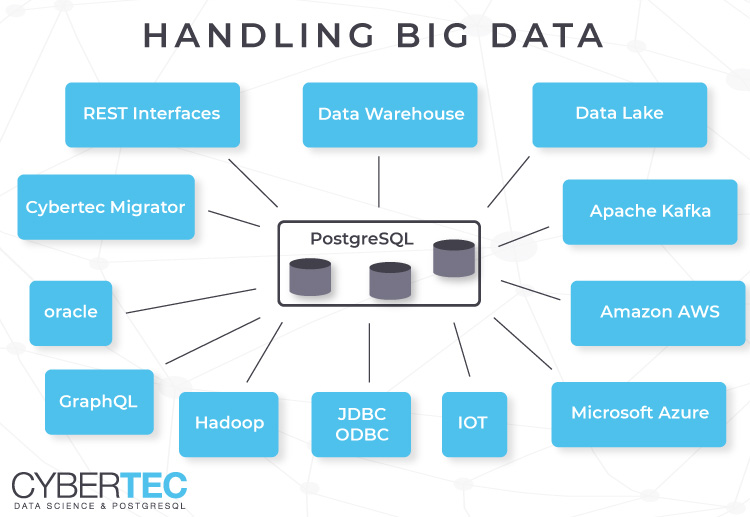 HANDLING BIG DATA
REST Interfaces
Data Warehouse
Data Lake
Cybertec Migrator
Apache Kafka
PostgreSQL
oracle
Amazon AWS
GraphQL
Hadoop
JDBC
ODBC
IOT
Microsoft Azure
CYBERTEC
DATA SCIENCE & POSTGRESQL